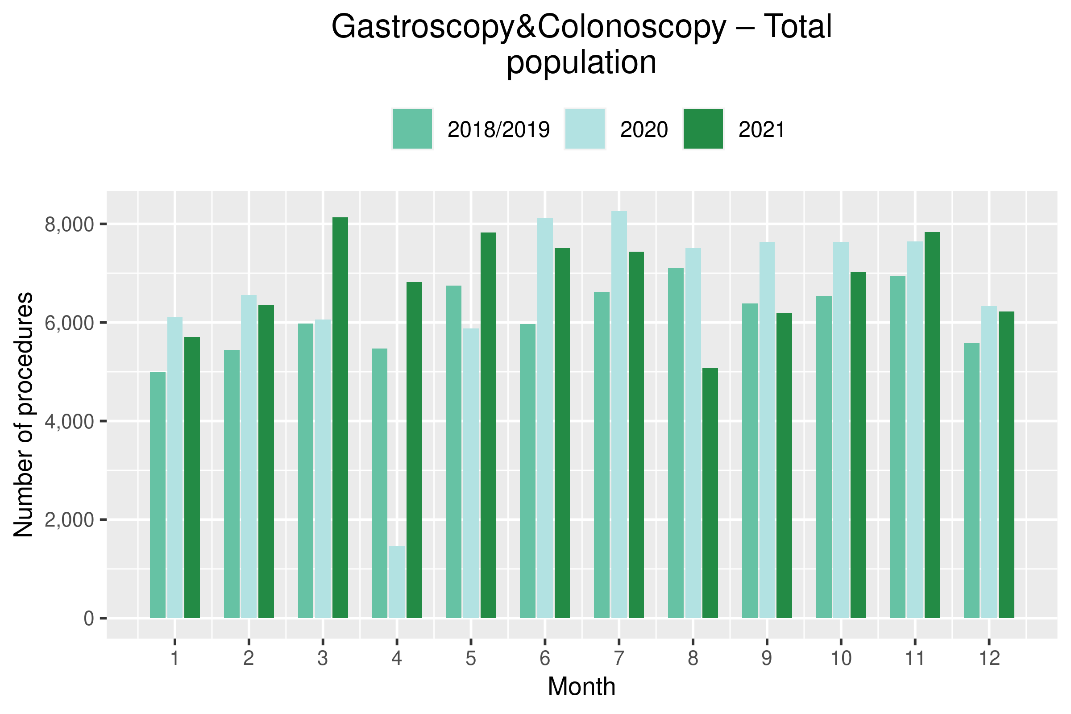 Gastroscopy&Colonoscopy – Total
population
2018/2019 2020 2021
Number of procedures
8,000
6,000
4,000
2,000
0
1 2 3 4 5 6 7 8 9 10 11 12
Month